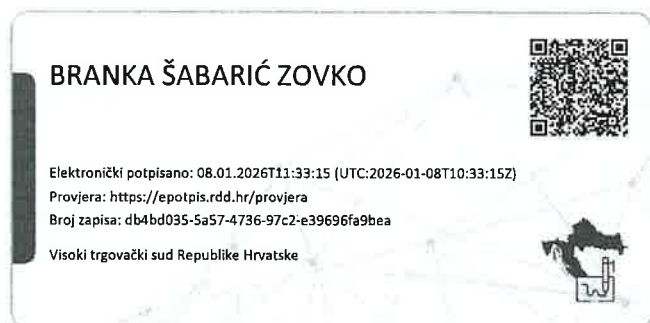 BRANKA ŠABARIĆ ZOVKO
Elektronički potpisano: 08.01.2026T11:33:15 (UTC:2026-01-08T10:33:15Z)
Provjera: https://epotpis.rdd.hr/provjera
Broj zapisa: db4bd035-5a57-4736-97c2-e39696fa9bea
Visoki trgovački sud Republike Hrvatske